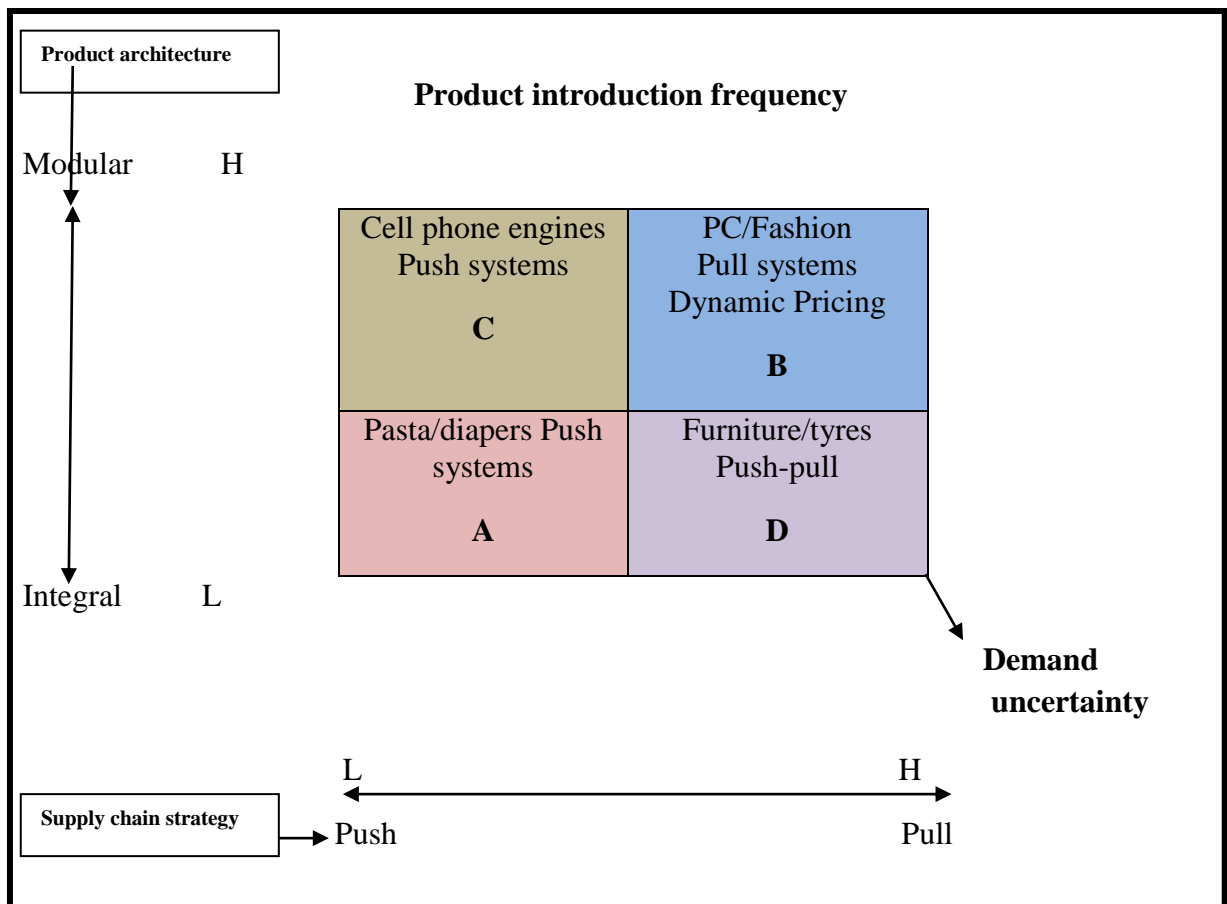 Product architecture
Product introduction frequency
Modular H
Cell phone engines
Push systems
C
PC/Fashion
Pull systems
Dynamic Pricing
B
Pasta/diapers Push
systems
A
Furniture/tyres
Push-pull
D
Integral L
Demand
uncertainty
L H
Supply chain strategy
Push Pull